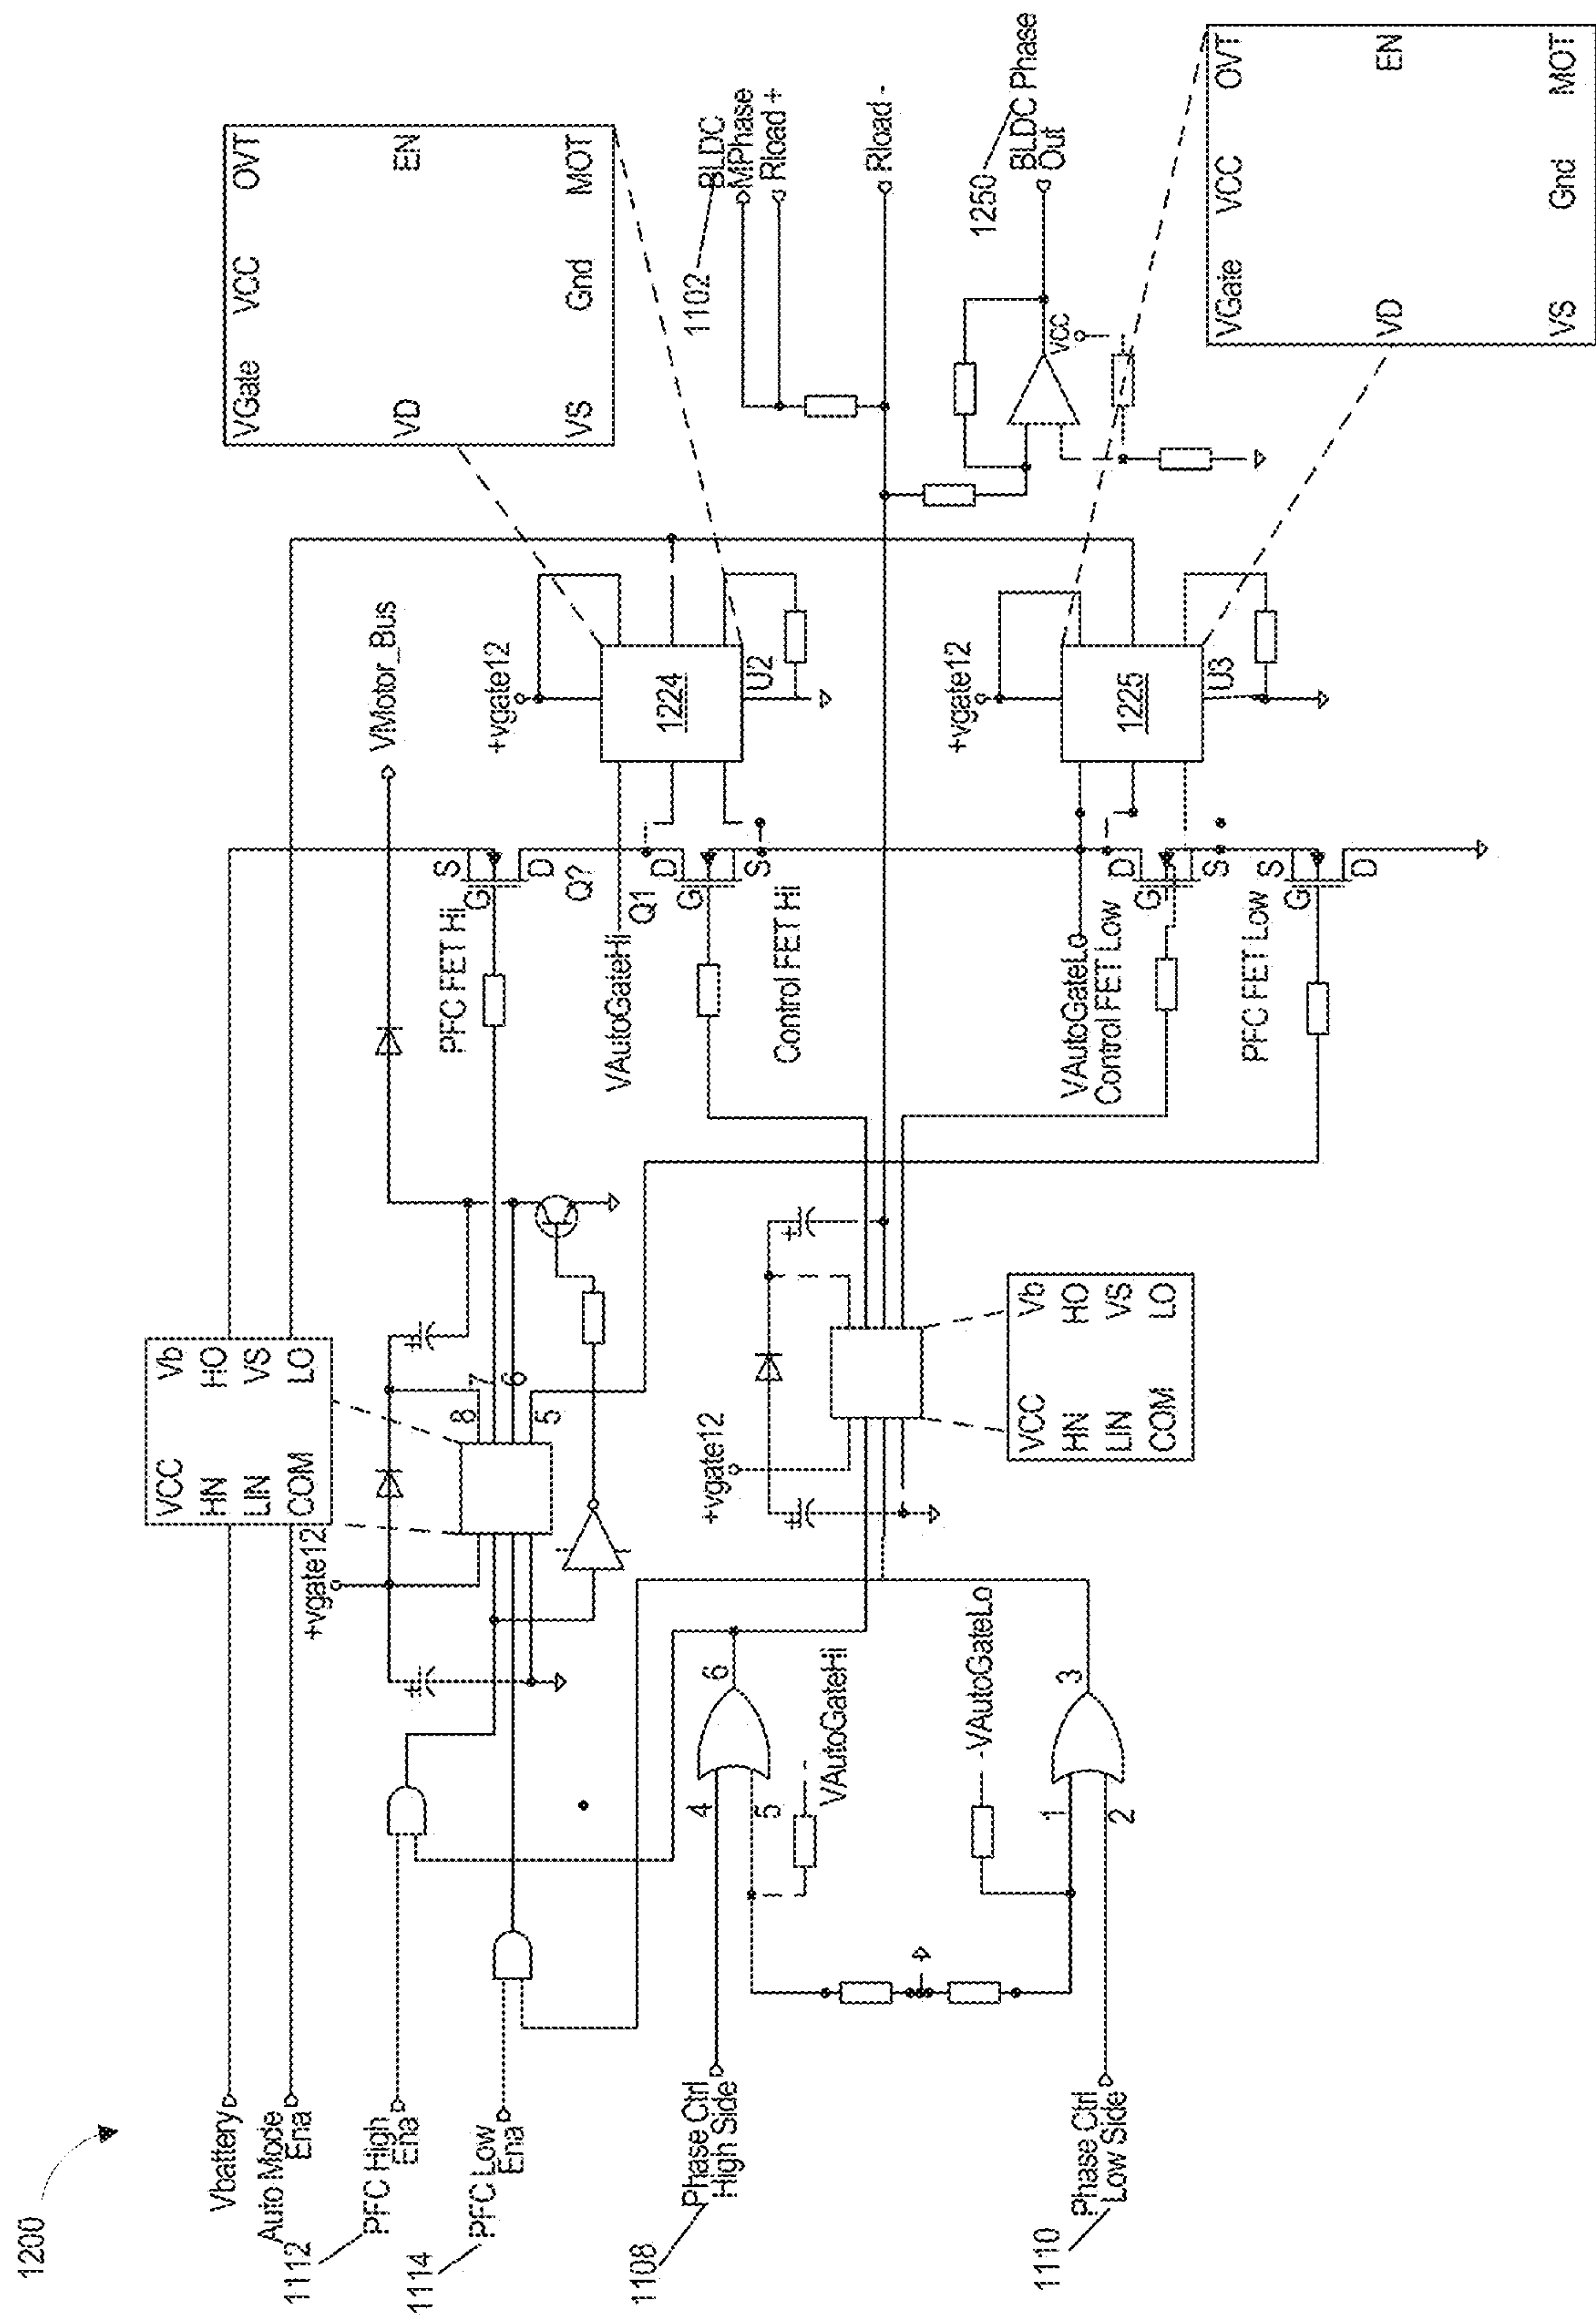 1200
Vbattery
Auto Mode
Ena
1112
PFC High
Ena
1114
PFC Low
Ena
1108
Phase Ctrl
High Side
1110
Phase Ctrl
Low Side
VCC
Vb
HN
HO
LIN
VS
COM
LO
+vgate12
8
7
6
5
4
5
6
VAutoGateHi
VAutoGateLo
1
2
3
+vgate12
VCC
Vb
HN
HO
LIN
VS
COM
LO
VMotor_Bus
PFC FET Hi
S
G
D
Q?
VAutoGateHi
Q1
D
G
S
Control FET Hi
VAutoGateLo
Control FET Low
D
G
S
PFC FET Low
S
G
D
+vgate12
1224
U2
+vgate12
1225
U3
VGate
VCC
OVT
VD
EN
VS
Gnd
MOT
1102
BLDC
MPhase
Rload +
Rload -
1250
BLDC Phase
Out
vcc
VGate
VCC
OVT
VD
EN
VS
Gnd
MOT